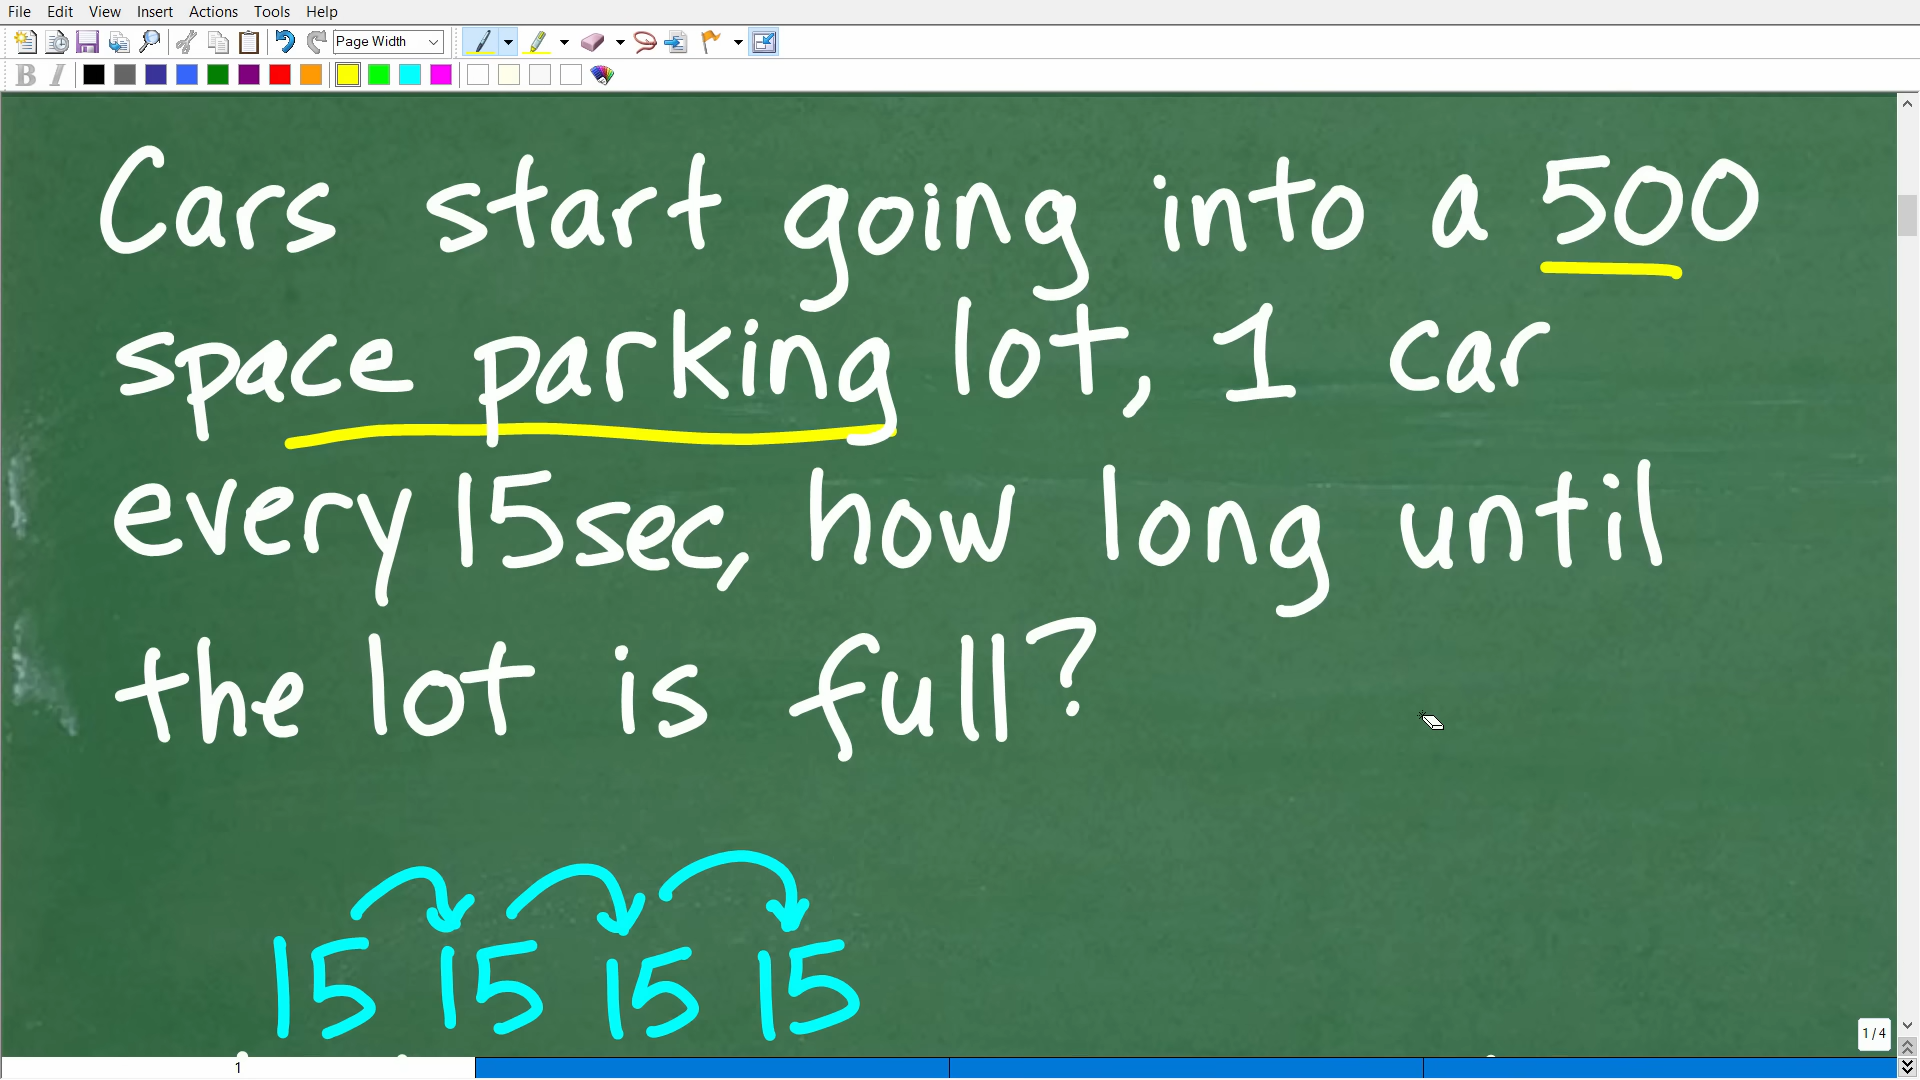 File Edit View Insert Actions Tools Help
Page Width
B I
Cars start going into a 500
space parking lot, 1 car
every 15sec, how long until
the lot is full?
15 15 15 15
1/4
1